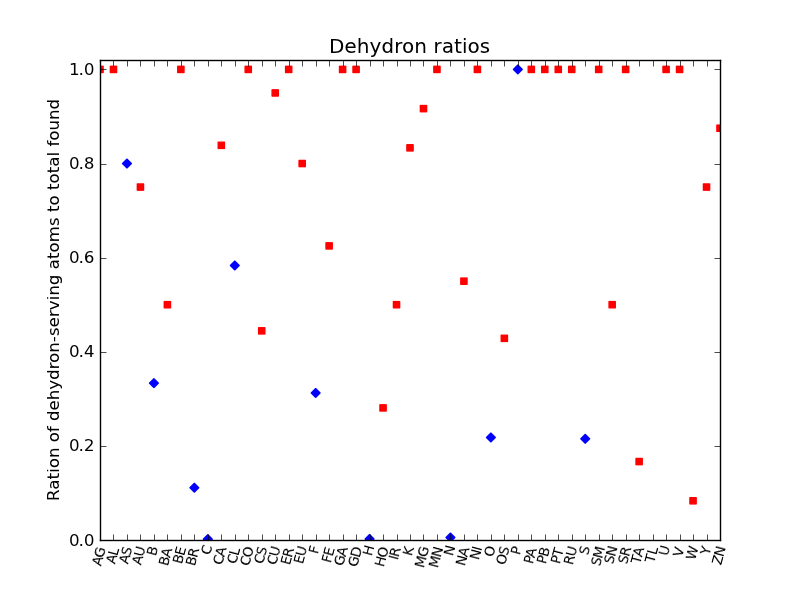 Dehydron ratios
Ration of dehydron-serving atoms to total found
1.0
0.8
0.6
0.4
0.2
0.0
AG AL AS AU B BA BE BR C CA CL CO CS CU ER EU F FE GA GD H HO IR K MG MN N NA NI O OS P PA PB PT RU S SM SN SR TA TL U V W Y ZN